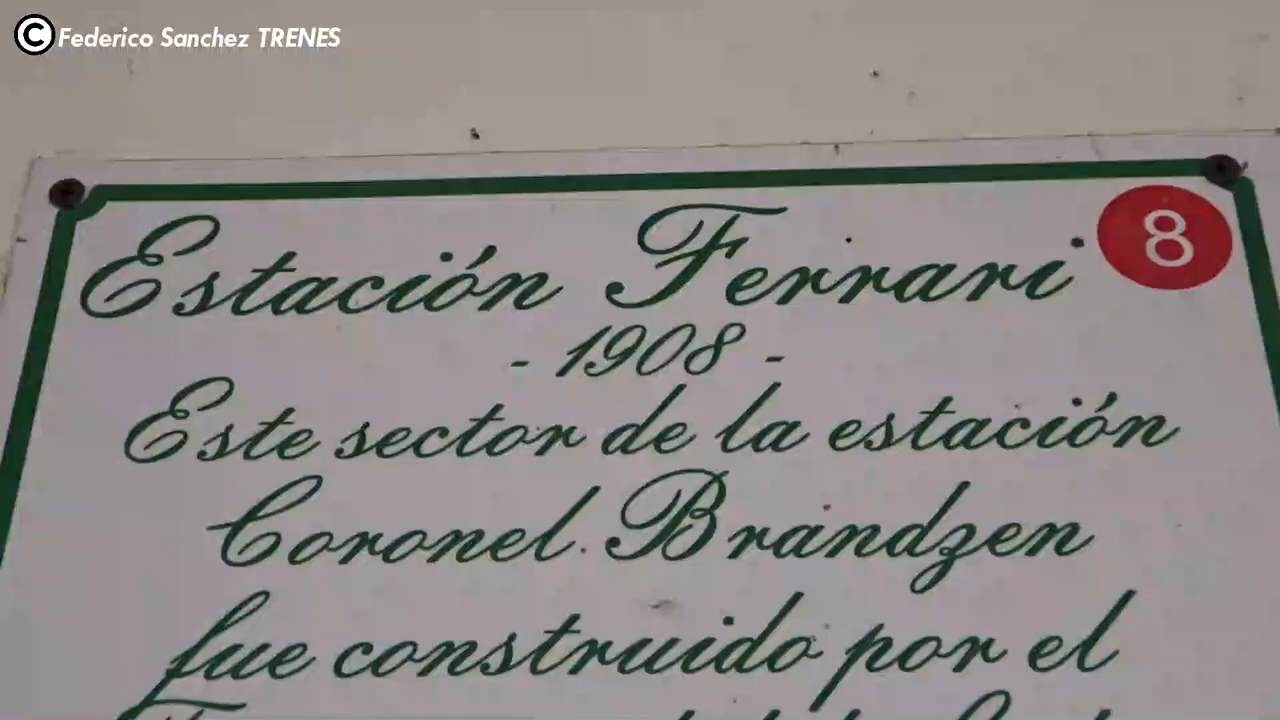 © Federico Sanchez TRENES
Estación Ferrari
8
- 1908 -
Este sector de la estación
Coronel Brandzen
fue construido por el